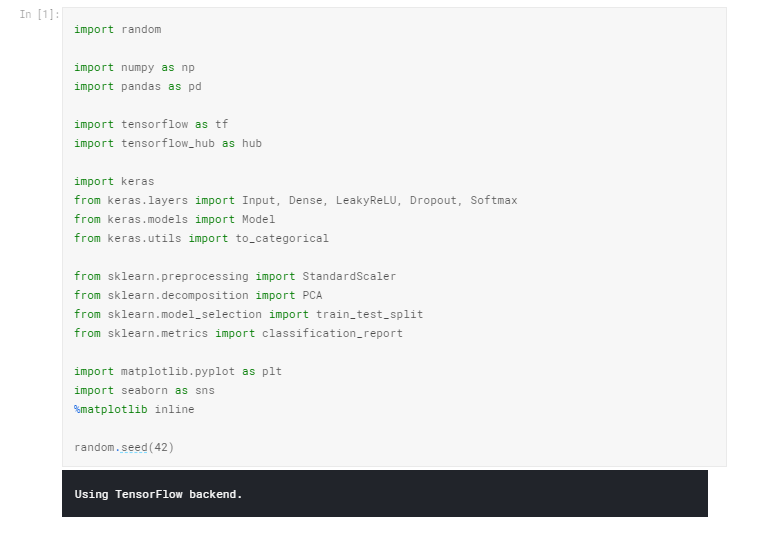 In [1]:
import random
import numpy as np
import pandas as pd
import tensorflow as tf
import tensorflow_hub as hub
import keras
from keras.layers import Input, Dense, LeakyReLU, Dropout, Softmax
from keras.models import Model
from keras.utils import to_categorical
from sklearn.preprocessing import StandardScaler
from sklearn.decomposition import PCA
from sklearn.model_selection import train_test_split
from sklearn.metrics import classification_report
import matplotlib.pyplot as plt
import seaborn as sns
%matplotlib inline
random.seed(42)
Using TensorFlow backend.